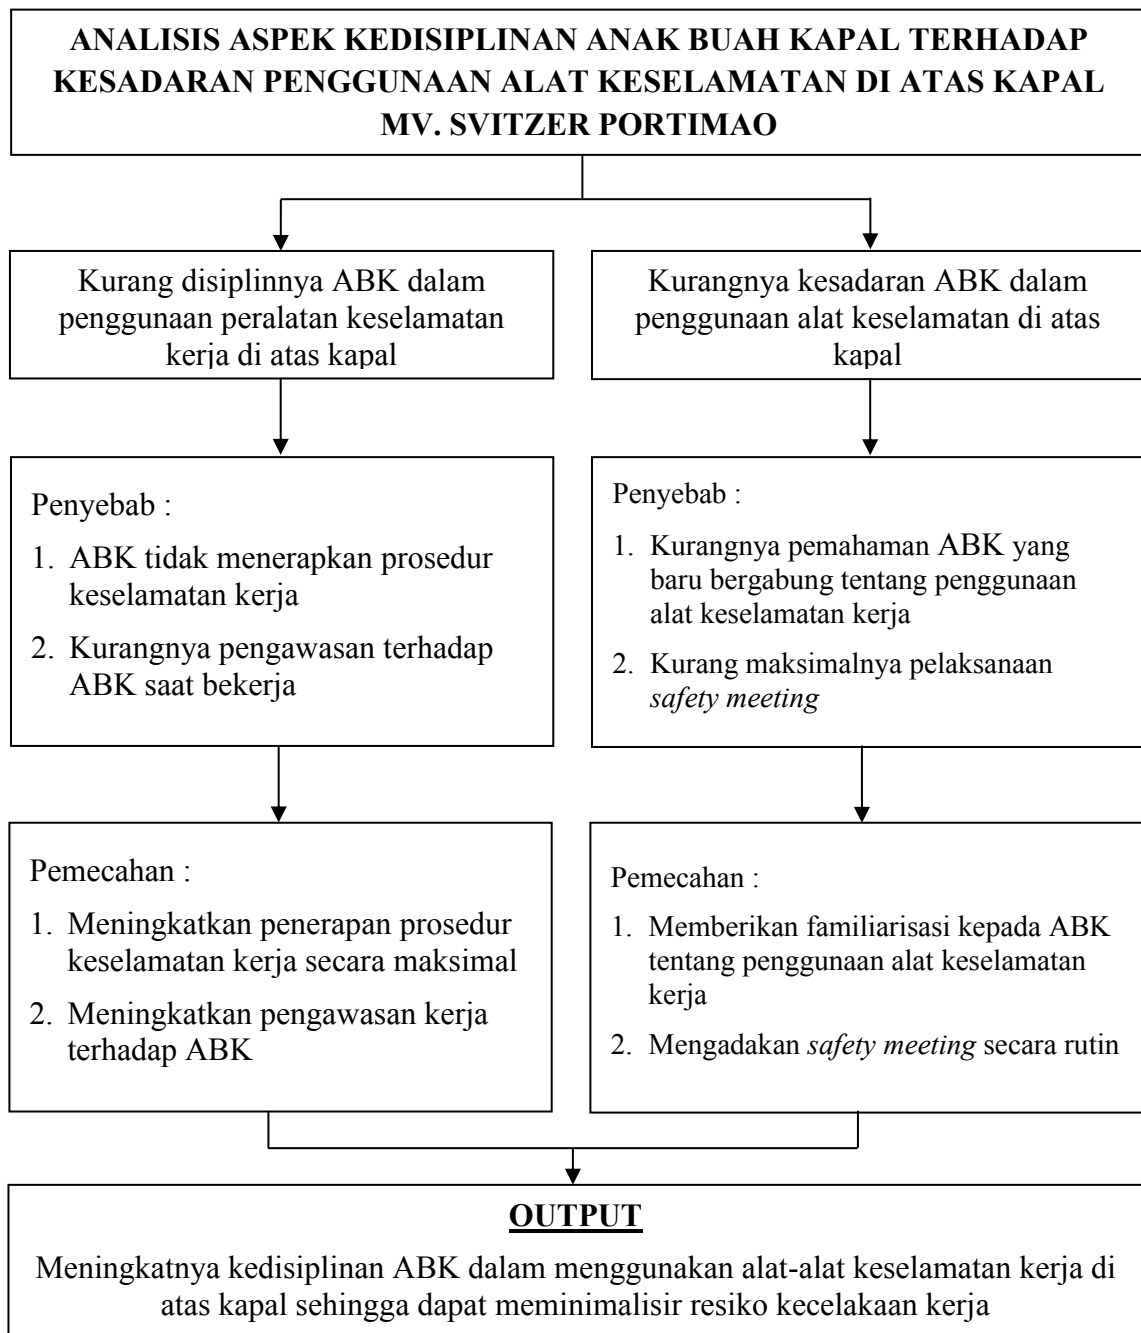 ANALISIS ASPEK KEDISIPLINAN ANAK BUAH KAPAL TERHADAP
KESADARAN PENGGUNAAN ALAT KESELAMATAN DI ATAS KAPAL
MV. SVITZER PORTIMAO
Kurang disiplinnya ABK dalam
penggunaan peralatan keselamatan
kerja di atas kapal
Kurangnya kesadaran ABK dalam
penggunaan alat keselamatan di atas
kapal
Penyebab :
1. ABK tidak menerapkan prosedur
keselamatan kerja
2. Kurangnya pengawasan terhadap
ABK saat bekerja
Penyebab :
1. Kurangnya pemahaman ABK yang
baru bergabung tentang penggunaan
alat keselamatan kerja
2. Kurang maksimalnya pelaksanaan
safety meeting
Pemecahan :
1. Meningkatkan penerapan prosedur
keselamatan kerja secara maksimal
2. Meningkatkan pengawasan kerja
terhadap ABK
Pemecahan :
1. Memberikan familiarisasi kepada ABK
tentang penggunaan alat keselamatan
kerja
2. Mengadakan safety meeting secara rutin
OUTPUT
Meningkatnya kedisiplinan ABK dalam menggunakan alat-alat keselamatan kerja di
atas kapal sehingga dapat meminimalisir resiko kecelakaan kerja